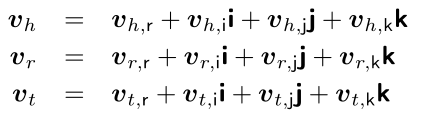 v_h = v_{h,r} + v_{h,i}i + v_{h,j}j + v_{h,k}k
v_r = v_{r,r} + v_{r,i}i + v_{r,j}j + v_{r,k}k
v_t = v_{t,r} + v_{t,i}i + v_{t,j}j + v_{t,k}k